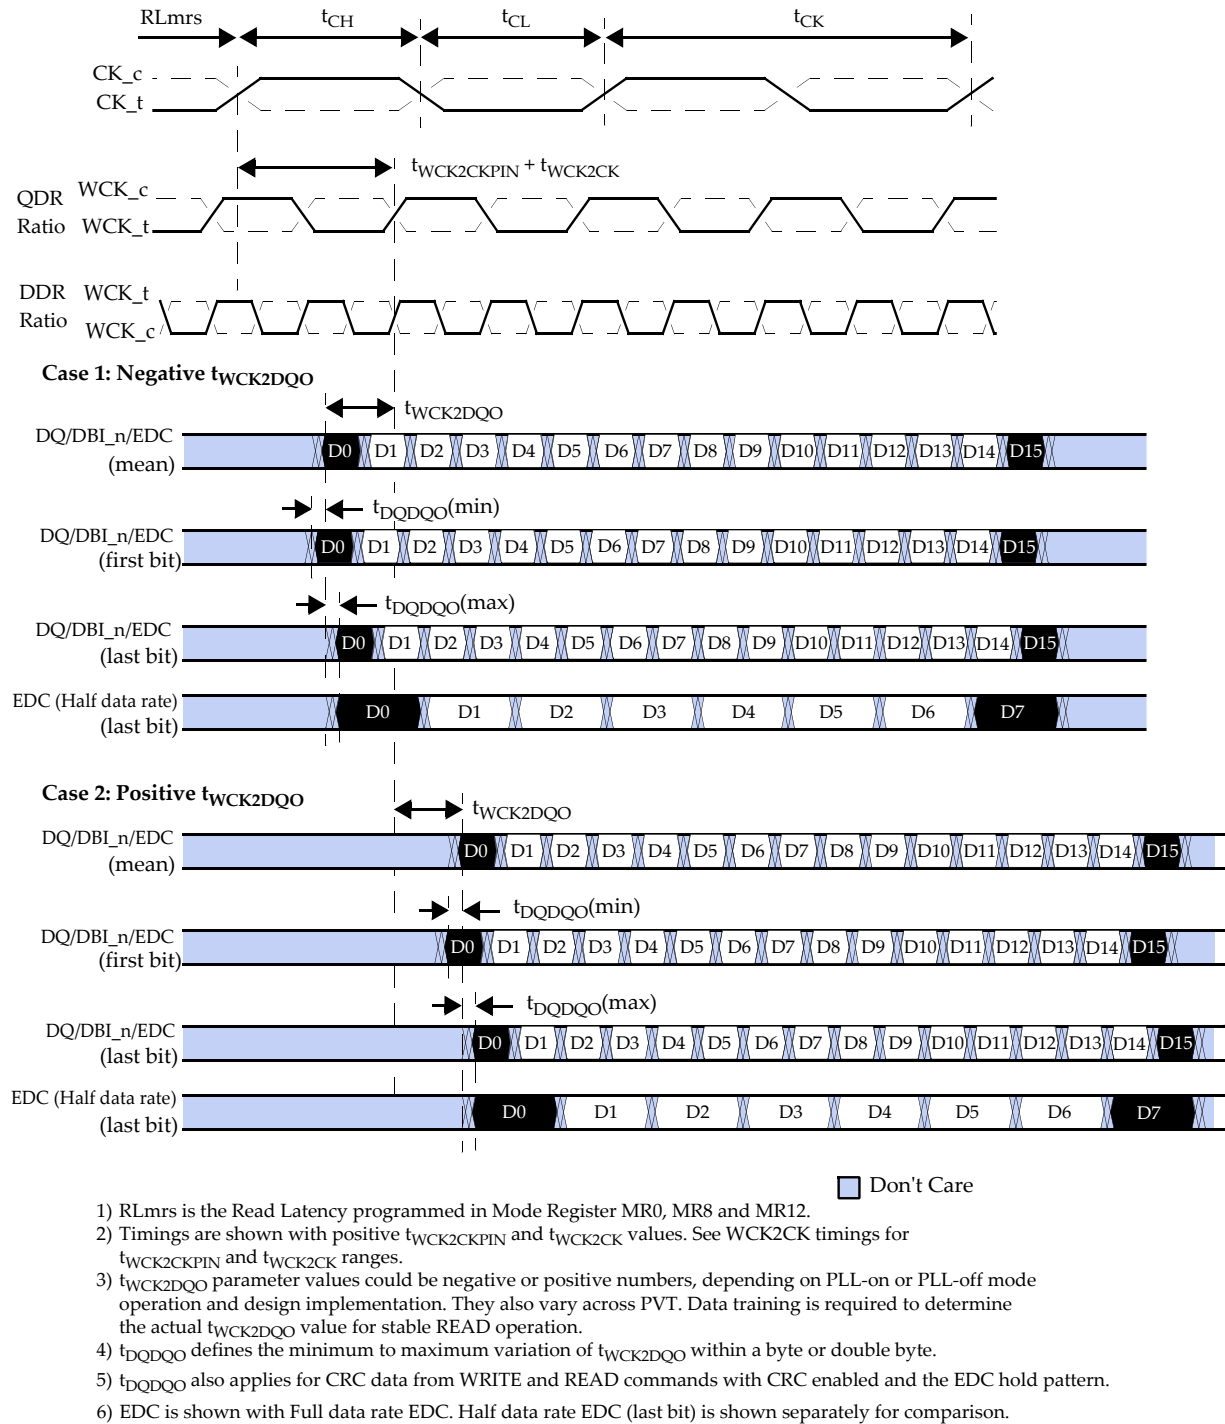 RLmrs tCH tCL tCK
CK_c
CK_t
tWCK2CKPIN + tWCK2CK
QDR WCK_c
Ratio WCK_t
DDR WCK_t
Ratio WCK_c
Case 1: Negative tWCK2DQO
tWCK2DQO
DQ/DBI_n/EDC
(mean)
D0 D1 D2 D3 D4 D5 D6 D7 D8 D9 D10 D11 D12 D13 D14 D15
tDQDQO(min)
DQ/DBI_n/EDC
(first bit)
D0 D1 D2 D3 D4 D5 D6 D7 D8 D9 D10 D11 D12 D13 D14 D15
tDQDQO(max)
DQ/DBI_n/EDC
(last bit)
D0 D1 D2 D3 D4 D5 D6 D7 D8 D9 D10 D11 D12 D13 D14 D15
EDC (Half data rate)
(last bit)
D0 D1 D2 D3 D4 D5 D6 D7
Case 2: Positive tWCK2DQO
tWCK2DQO
DQ/DBI_n/EDC
(mean)
D0 D1 D2 D3 D4 D5 D6 D7 D8 D9 D10 D11 D12 D13 D14 D15
tDQDQO(min)
DQ/DBI_n/EDC
(first bit)
D0 D1 D2 D3 D4 D5 D6 D7 D8 D9 D10 D11 D12 D13 D14 D15
tDQDQO(max)
DQ/DBI_n/EDC
(last bit)
D0 D1 D2 D3 D4 D5 D6 D7 D8 D9 D10 D11 D12 D13 D14 D15
EDC (Half data rate)
(last bit)
D0 D1 D2 D3 D4 D5 D6 D7
Don't Care
1) RLmrs is the Read Latency programmed in Mode Register MR0, MR8 and MR12.
2) Timings are shown with positive tWCK2CKPIN and tWCK2CK values. See WCK2CK timings for
tWCK2CKPIN and tWCK2CK ranges.
3) tWCK2DQO parameter values could be negative or positive numbers, depending on PLL-on or PLL-off mode
operation and design implementation. They also vary across PVT. Data training is required to determine
the actual tWCK2DQO value for stable READ operation.
4) tDQDQO defines the minimum to maximum variation of tWCK2DQO within a byte or double byte.
5) tDQDQO also applies for CRC data from WRITE and READ commands with CRC enabled and the EDC hold pattern.
6) EDC is shown with Full data rate EDC. Half data rate EDC (last bit) is shown separately for comparison.